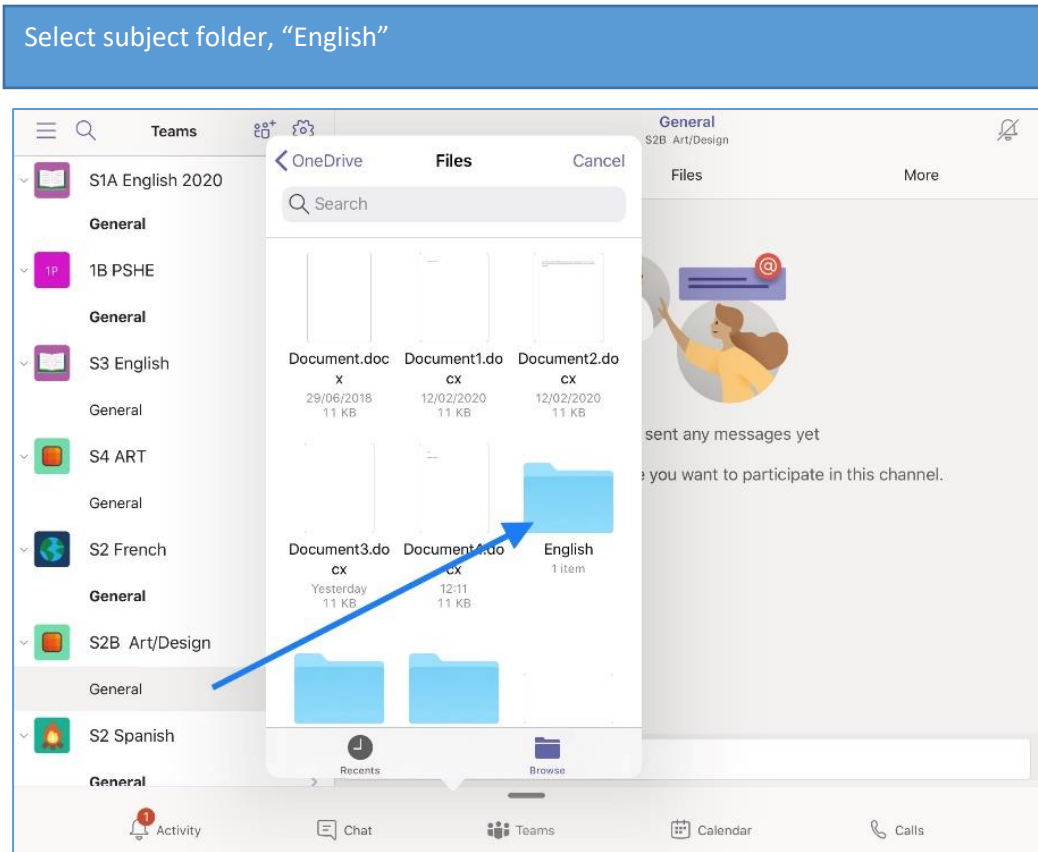 Select subject folder, “English”
Teams
S1A English 2020
General
1P
1B PSHE
General
S3 English
General
S4 ART
General
S2 French
General
S2B Art/Design
General
S2 Spanish
General
OneDrive
Files
Cancel
Search
Document.doc
x
29/06/2018
11 KB
Document1.do
cx
12/02/2020
11 KB
Document2.do
cx
12/02/2020
11 KB
Document3.do
cx
Yesterday
11 KB
Document4.do
cx
12:11
11 KB
English
1 item
Recents
Browse
General
S2B Art/Design
Files
More
@
sent any messages yet
you want to participate in this channel.
1
Activity
Chat
Teams
Calendar
Calls